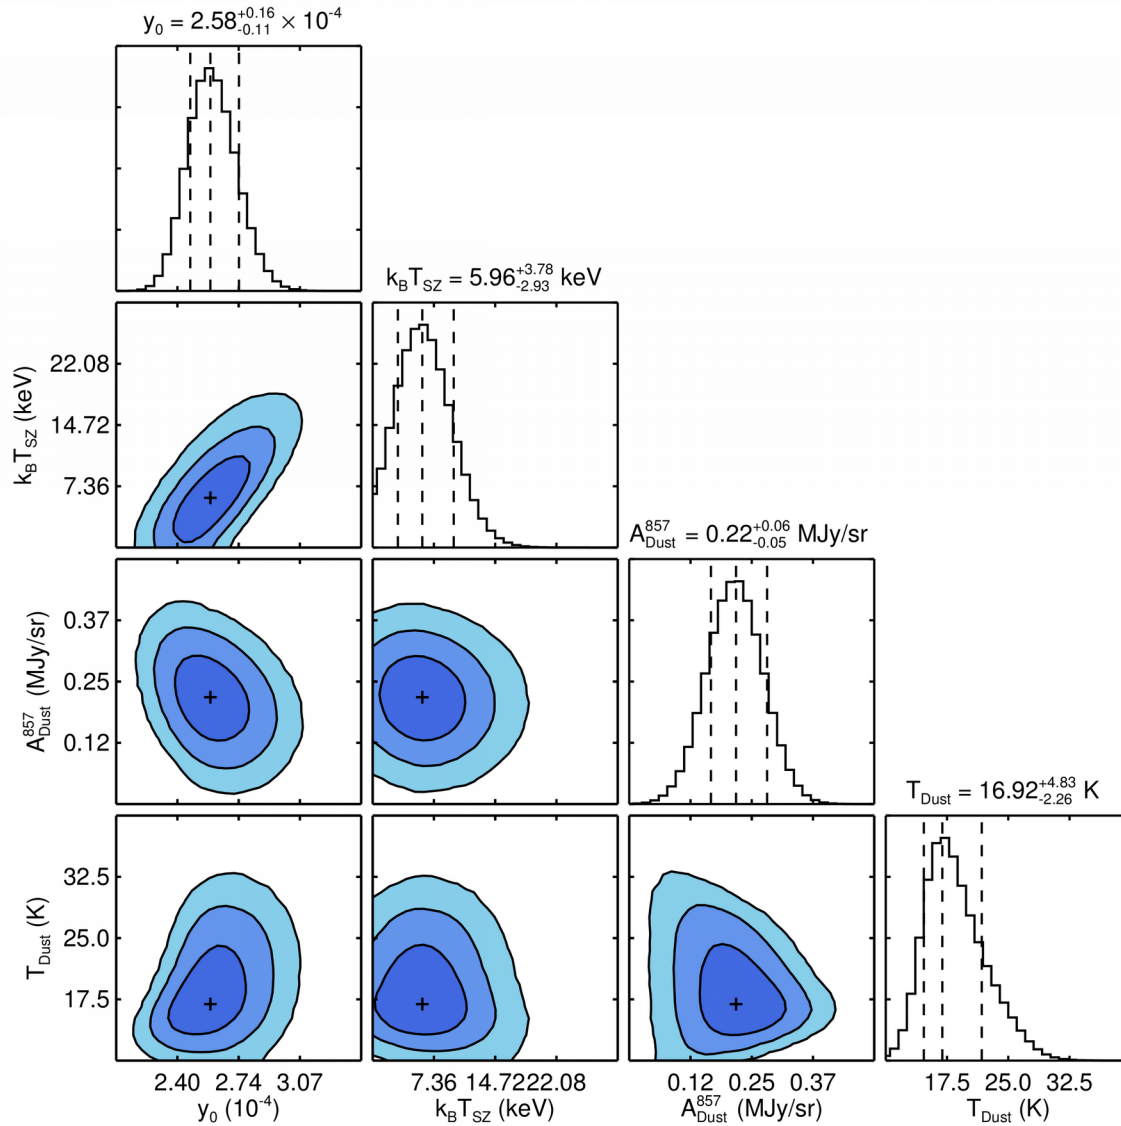 y₀ = 2.58 +0.16 -0.11 × 10⁻⁴
k_B T_SZ = 5.96 +3.78 -2.93 keV
22.08
14.72
7.36
k_B T_SZ (keV)
A_Dust^857 = 0.22 +0.06 -0.05 MJy/sr
0.37
0.25
0.12
A_Dust^857 (MJy/sr)
T_Dust = 16.92 +4.83 -2.26 K
32.5
25.0
17.5
T_Dust (K)
2.40 2.74 3.07 7.36 14.72 22.08 0.12 0.25 0.37 17.5 25.0 32.5
y₀ (10⁻⁴) k_B T_SZ (keV) A_Dust^857 (MJy/sr) T_Dust (K)